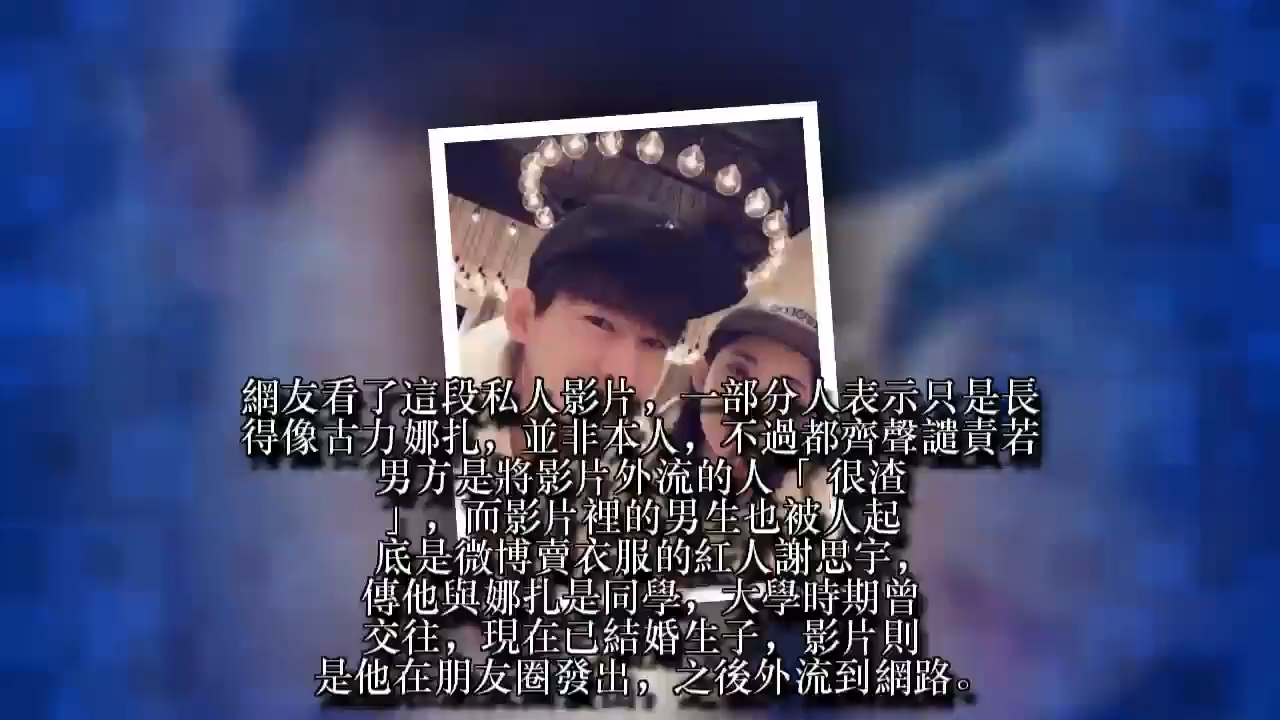 網友看了這段私人影片，一部分人表示只是長
得像古力娜扎，並非本人，不過都齊聲譴責若
男方是將影片外流的人「 很渣
」，而影片裡的男生也被人起
底是微博賣衣服的紅人謝思宇，
傳他與娜扎是同學，大學時期曾
交往，現在已結婚生子，影片則
是他在朋友圈發出，之後外流到網路。